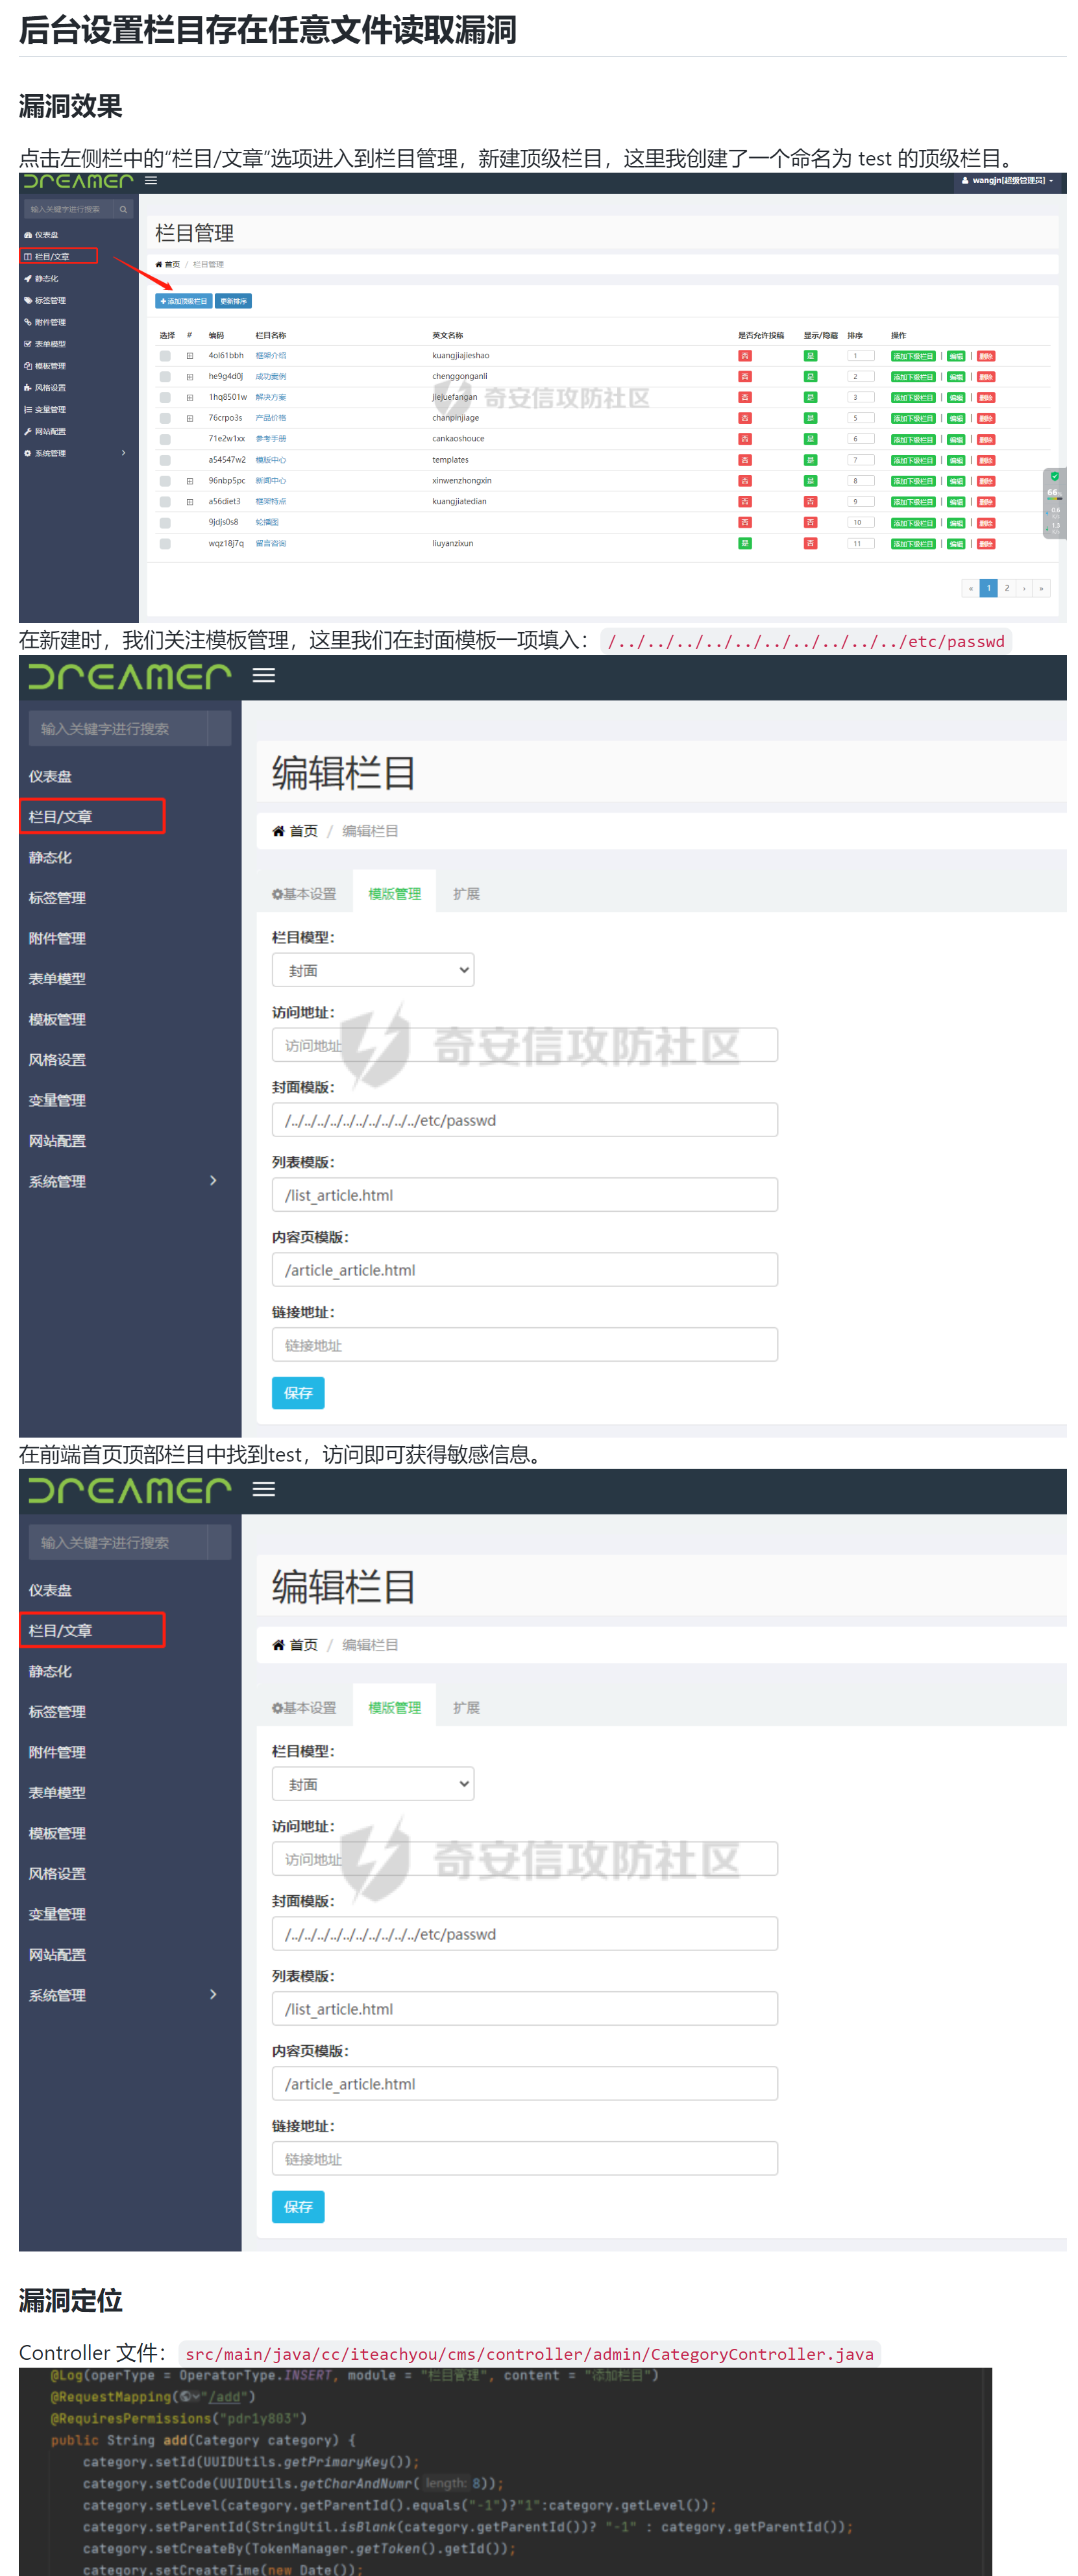 后台设置栏目存在任意文件读取漏洞
漏洞效果
点击左侧栏中的“栏目/文章”选项进入到栏目管理，新建顶级栏目，这里我创建了一个命名为 test 的顶级栏目。
DREAMER
wangjn[超级管理员]
输入关键字进行搜索
仪表盘
栏目/文章
静态化
标签管理
附件管理
表单模型
模板管理
风格设置
变量管理
网站配置
系统管理
栏目管理
首页 / 栏目管理
添加顶级栏目 更新排序
选择 # 编码 栏目名称 英文名称 是否允许投稿 显示/隐藏 排序 操作
4ol61bbh 框架介绍 kuangjiajieshao 否 是 1 添加下级栏目 | 编辑 | 删除
he9g4d0j 成功案例 chenggonganli 否 是 2 添加下级栏目 | 编辑 | 删除
1hq8501w 解决方案 jiejuefangan 否 是 3 添加下级栏目 | 编辑 | 删除
76crpo3s 产品价格 chanpinjiage 否 是 5 添加下级栏目 | 编辑 | 删除
71e2w1xx 参考手册 cankaoshouce 否 是 6 添加下级栏目 | 编辑 | 删除
a54547w2 模版中心 templates 否 是 7 添加下级栏目 | 编辑 | 删除
96nbp5pc 新闻中心 xinwenzhongxin 否 是 8 添加下级栏目 | 编辑 | 删除
a56diet3 框架特点 kuangjiatedian 否 否 9 添加下级栏目 | 编辑 | 删除
9jdjs0s8 轮播图 否 否 10 添加下级栏目 | 编辑 | 删除
wqz18j7q 留言咨询 liuyanzixun 是 否 11 添加下级栏目 | 编辑 | 删除
奇安信攻防社区
66
« 1 2 › »
在新建时，我们关注模板管理，这里我们在封面模板一项填入： /../../../../../../../../../../etc/passwd
DREAMER
输入关键字进行搜索
仪表盘
栏目/文章
静态化
标签管理
附件管理
表单模型
模板管理
风格设置
变量管理
网站配置
系统管理
编辑栏目
首页 / 编辑栏目
基本设置 模版管理 扩展
栏目模型：
封面
访问地址：
访问地址
奇安信攻防社区
封面模版：
/../../../../../../../../../../etc/passwd
列表模版：
/list_article.html
内容页模版：
/article_article.html
链接地址：
链接地址
保存
在前端首页顶部栏目中找到test，访问即可获得敏感信息。
DREAMER
输入关键字进行搜索
仪表盘
栏目/文章
静态化
标签管理
附件管理
表单模型
模板管理
风格设置
变量管理
网站配置
系统管理
编辑栏目
首页 / 编辑栏目
基本设置 模版管理 扩展
栏目模型：
封面
访问地址：
访问地址
奇安信攻防社区
封面模版：
/../../../../../../../../../../etc/passwd
列表模版：
/list_article.html
内容页模版：
/article_article.html
链接地址：
链接地址
保存
漏洞定位
Controller 文件： src/main/java/cc/iteachyou/cms/controller/admin/CategoryController.java
@Log(operType = OperatorType.INSERT, module = "栏目管理", content = "添加栏目")
@RequestMapping("/add")
@RequiresPermissions("pdr1y803")
public String add(Category category) {
category.setId(UUIDUtils.getPrimaryKey());
category.setCode(UUIDUtils.getCharAndNumr( length: 8));
category.setLevel(category.getParentId().equals("-1")?"1":category.getLevel());
category.setParentId(StringUtil.isBlank(category.getParentId())? "-1" : category.getParentId());
category.setCreateBy(TokenManager.getToken().getId());
category.setCreateTime(new Date());